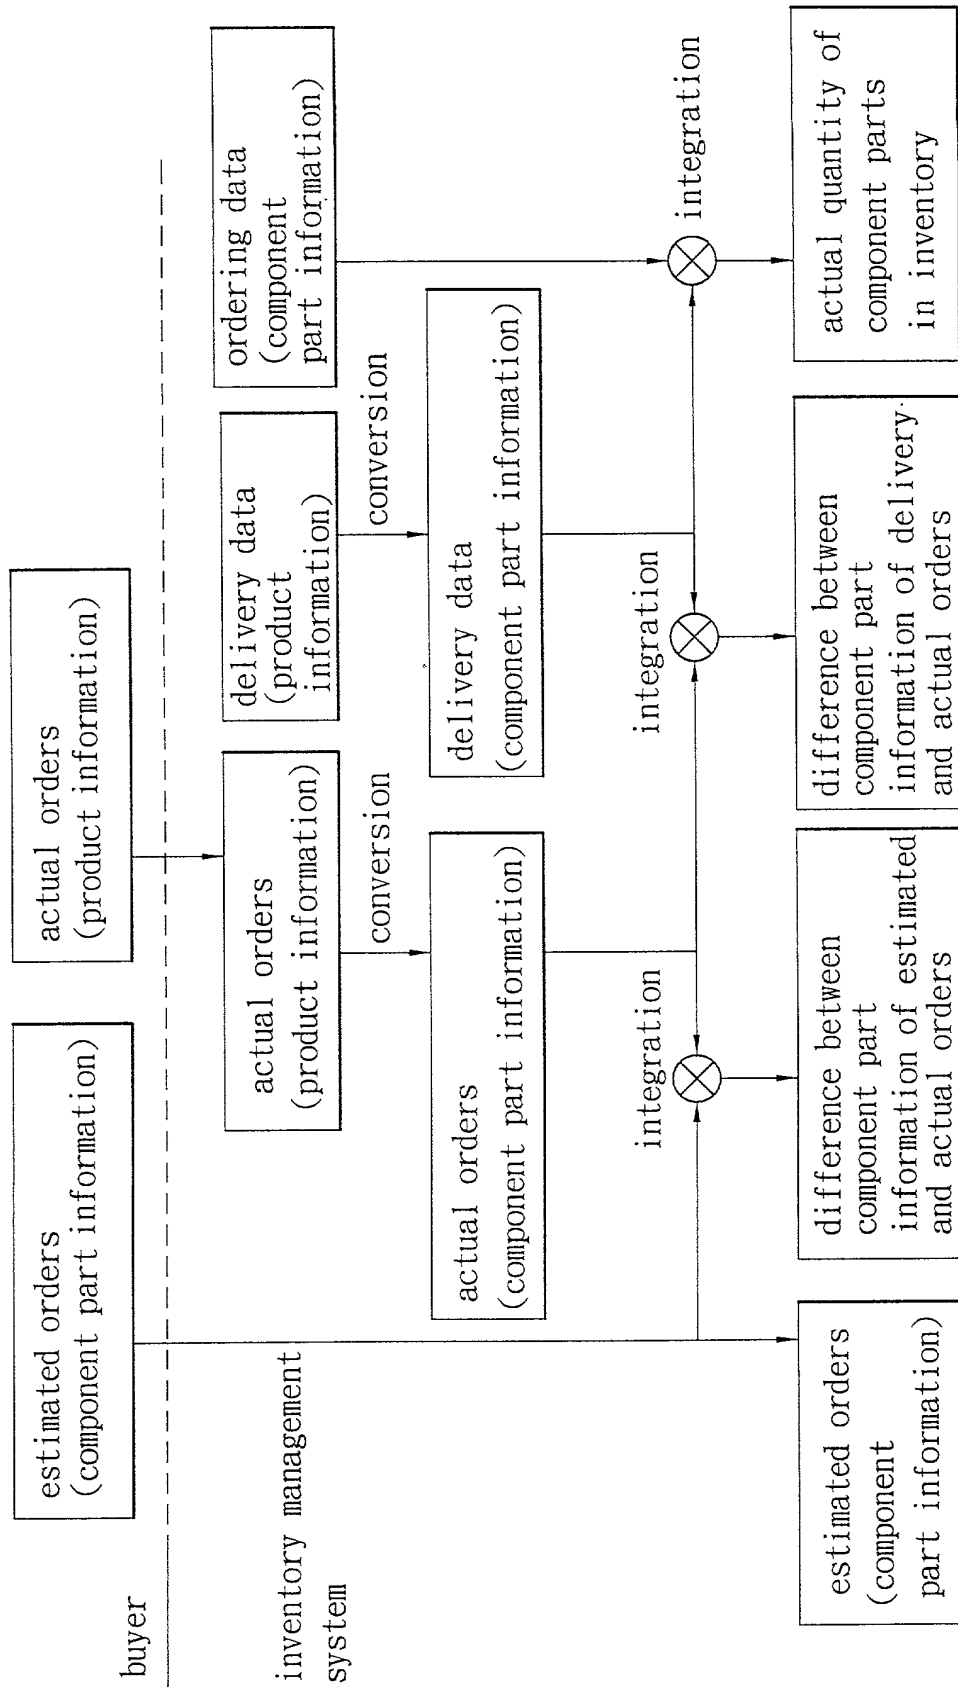 buyer
estimated orders
(component part information)
actual orders
(product information)
inventory management
system
actual orders
(product information)
delivery data
(product
information)
ordering data
(component
part information)
conversion
conversion
actual orders
(component part information)
delivery data
(component part information)
integration
integration
integration
estimated orders
(component
part information)
difference between
component part
information of estimated
and actual orders
difference between
component part
information of delivery
and actual orders
actual quantity of
component parts
in inventory